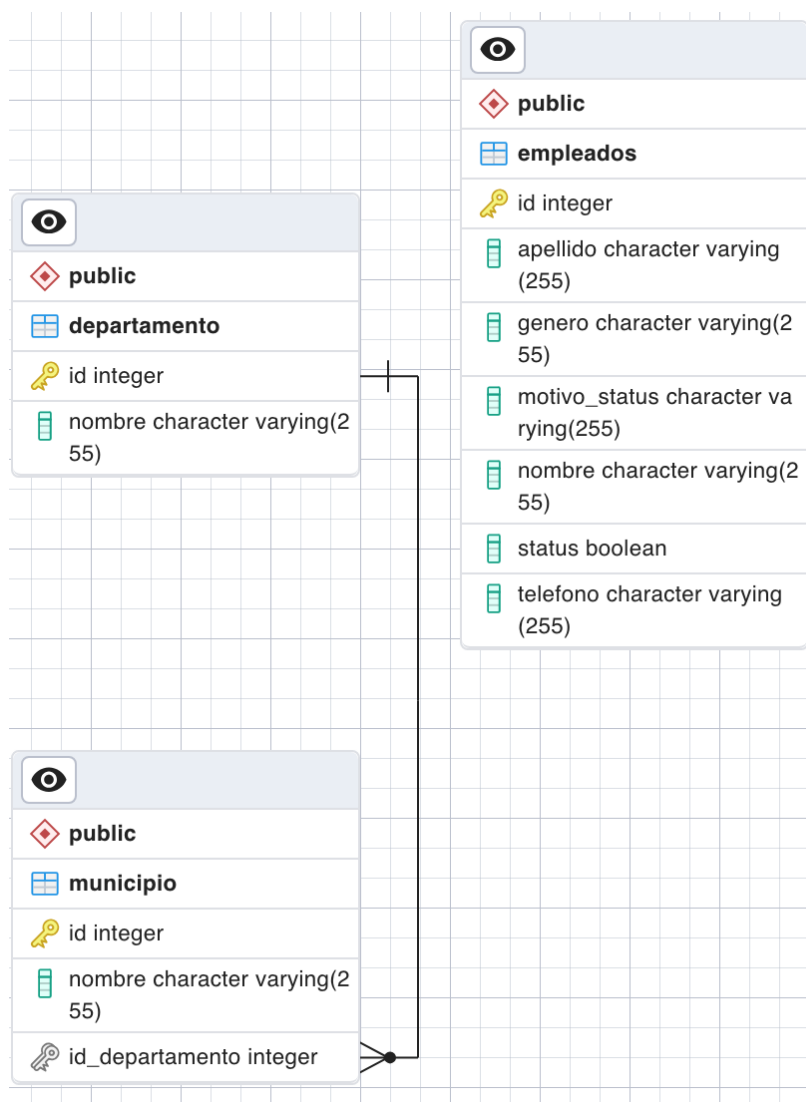 public
departamento
id integer
nombre character varying(2
55)
public
municipio
id integer
nombre character varying(2
55)
id_departamento integer
public
empleados
id integer
apellido character varying
(255)
genero character varying(2
55)
motivo_status character va
rying(255)
nombre character varying(2
55)
status boolean
telefono character varying
(255)